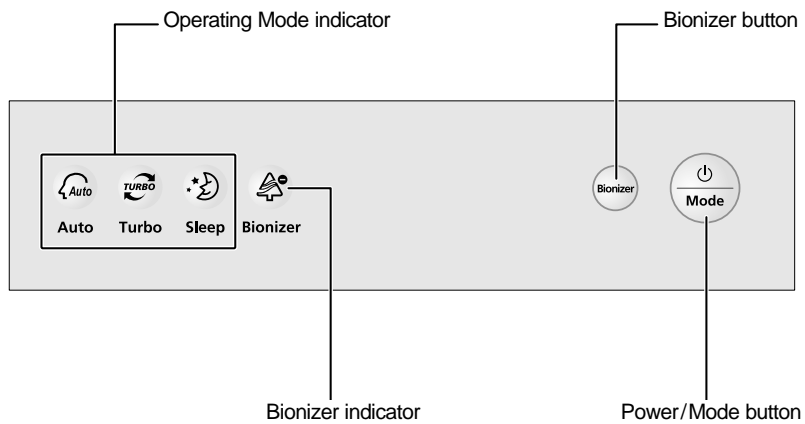 Operating Mode indicator
Bionizer button
Auto
TURBO
Auto
Turbo
Sleep
Bionizer
Bionizer
Mode
Bionizer indicator
Power/Mode button